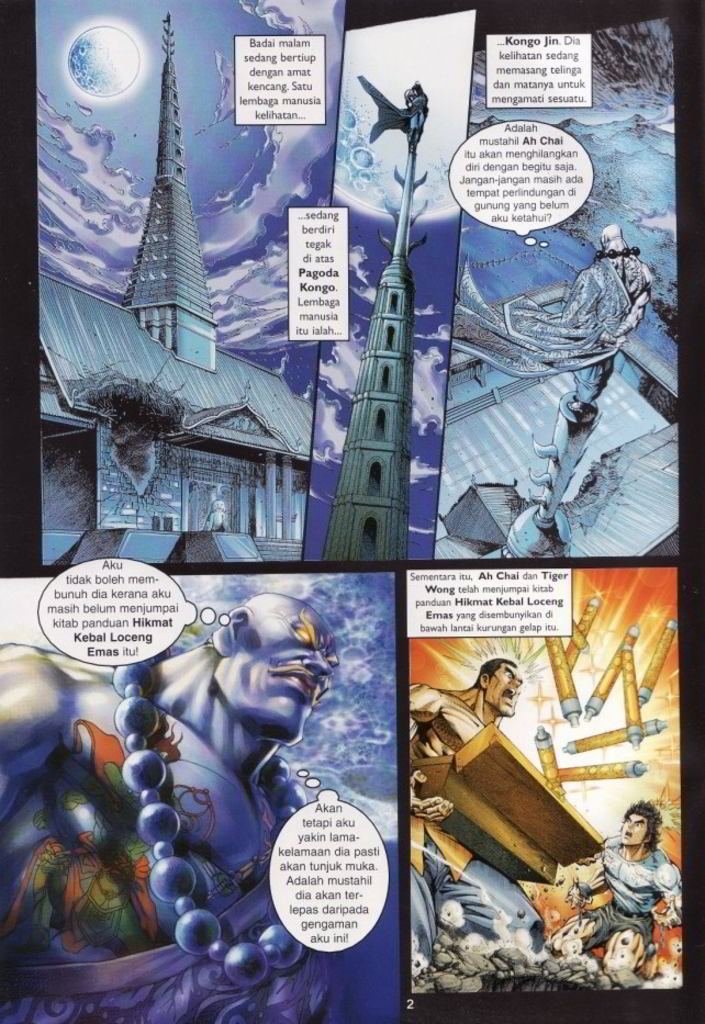 Badai malam
sedang bertiup
dengan amat
kencang. Satu
lembaga manusia
kelihatan...
...sedang
berdiri
tegak
di atas
Pagoda
Kongo.
Lembaga
manusia
itu ialah...
...Kongo Jin. Dia
kelihatan sedang
memasang telinga
dan matanya untuk
mengamati sesuatu.
Adalah
mustahil Ah Chai
itu akan menghilangkan
diri dengan begitu saja.
Jangan-jangan masih ada
tempat perlindungan di
gunung yang belum
aku ketahui?
Aku
tidak boleh mem-
bunuh dia kerana aku
masih belum menjumpai
kitab panduan Hikmat
Kebal Loceng
Emas itu!
Akan
tetapi aku
yakin lama-
kelamaan dia pasti
akan tunjuk muka.
Adalah mustahil
dia akan ter-
lepas daripada
gengaman
aku ini!
Sementara itu, Ah Chai dan Tiger
Wong telah menjumpai kitab
panduan Hikmat Kebal Loceng
Emas yang disembunyikan di
bawah lantai kurungan gelap itu.
2